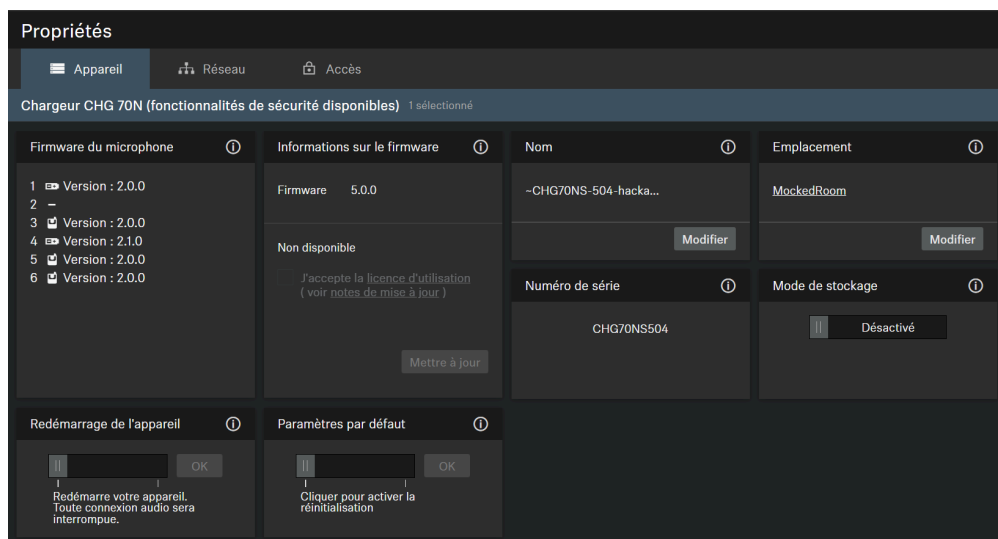 Propriétés
Appareil
Réseau
Accès
Chargeur CHG 70N (fonctionnalités de sécurité disponibles) 1 sélectionné
Firmware du microphone
1 Version : 2.0.0
2 –
3 Version : 2.0.0
4 Version : 2.1.0
5 Version : 2.0.0
6 Version : 2.0.0
Informations sur le firmware
Firmware 5.0.0
Non disponible
J'accepte la licence d'utilisation
( voir notes de mise à jour )
Mettre à jour
Nom
~CHG70NS-504-hacka...
Modifier
Emplacement
MockedRoom
Modifier
Numéro de série
CHG70NS504
Mode de stockage
Désactivé
Redémarrage de l'appareil
OK
Redémarre votre appareil.
Toute connexion audio sera
interrompue.
Paramètres par défaut
OK
Cliquer pour activer la
réinitialisation